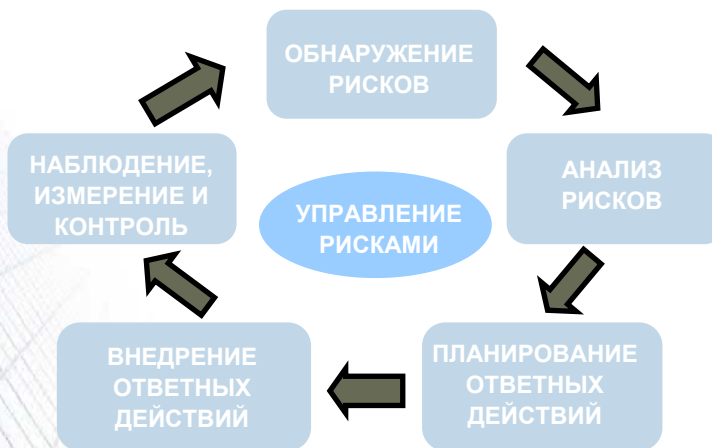 ОБНАРУЖЕНИЕ
РИСКОВ
НАБЛЮДЕНИЕ,
ИЗМЕРЕНИЕ И
КОНТРОЛЬ
АНАЛИЗ
РИСКОВ
УПРАВЛЕНИЕ
РИСКАМИ
ВНЕДРЕНИЕ
ОТВЕТНЫХ
ДЕЙСТВИЙ
ПЛАНИРОВАНИЕ
ОТВЕТНЫХ
ДЕЙСТВИЙ